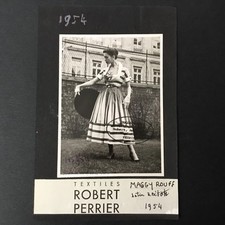 1954
TEXTILES
ROBERT
PERRIER
MAGGY ROUFF
1954